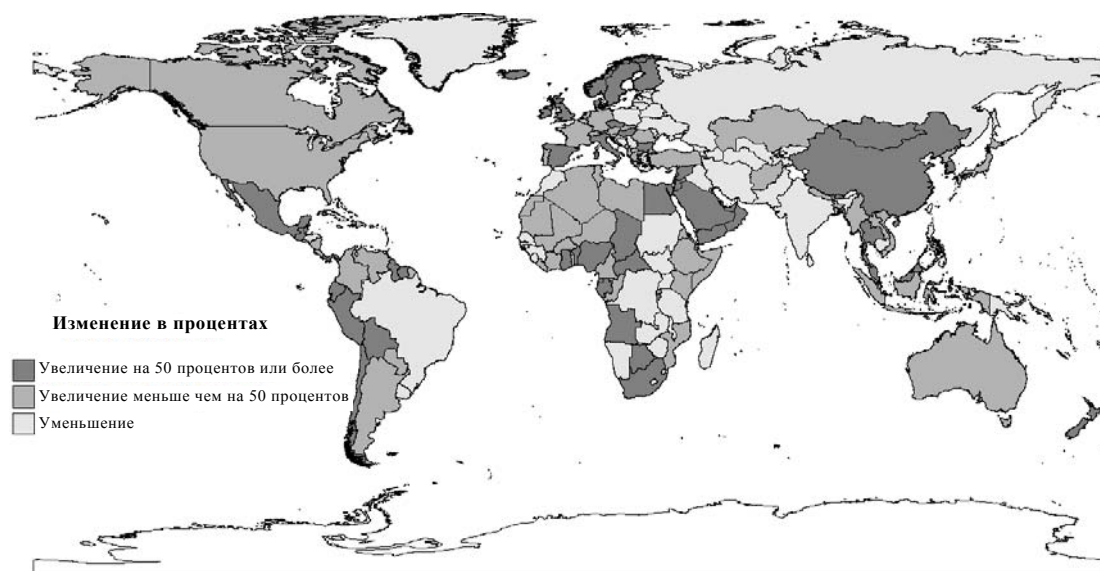 Изменение в процентах
Увеличение на 50 процентов или более
Увеличение меньше чем на 50 процентов
Уменьшение